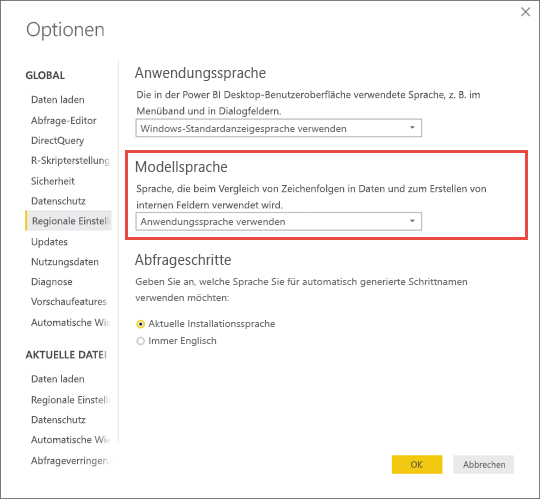 Optionen
GLOBAL
Daten laden
Abfrage-Editor
DirectQuery
R-Skripterstellung
Sicherheit
Datenschutz
Regionale Einstell
Updates
Nutzungsdaten
Diagnose
Vorschaufeatures
Automatische Wie
AKTUELLE DATEI
Daten laden
Regionale Einstell
Datenschutz
Automatische Wie
Abfrageverringeru
Anwendungssprache
Die in der Power BI Desktop-Benutzeroberfläche verwendete Sprache, z. B. im
Menüband und in Dialogfeldern.
Windows-Standardanzeigesprache verwenden
Modellsprache
Sprache, die beim Vergleich von Zeichenfolgen in Daten und zum Erstellen von
internen Feldern verwendet wird.
Anwendungssprache verwenden
Abfrageschritte
Geben Sie an, welche Sprache Sie für automatisch generierte Schrittnamen
verwenden möchten:
Aktuelle Installationssprache
Immer Englisch
OK
Abbrechen